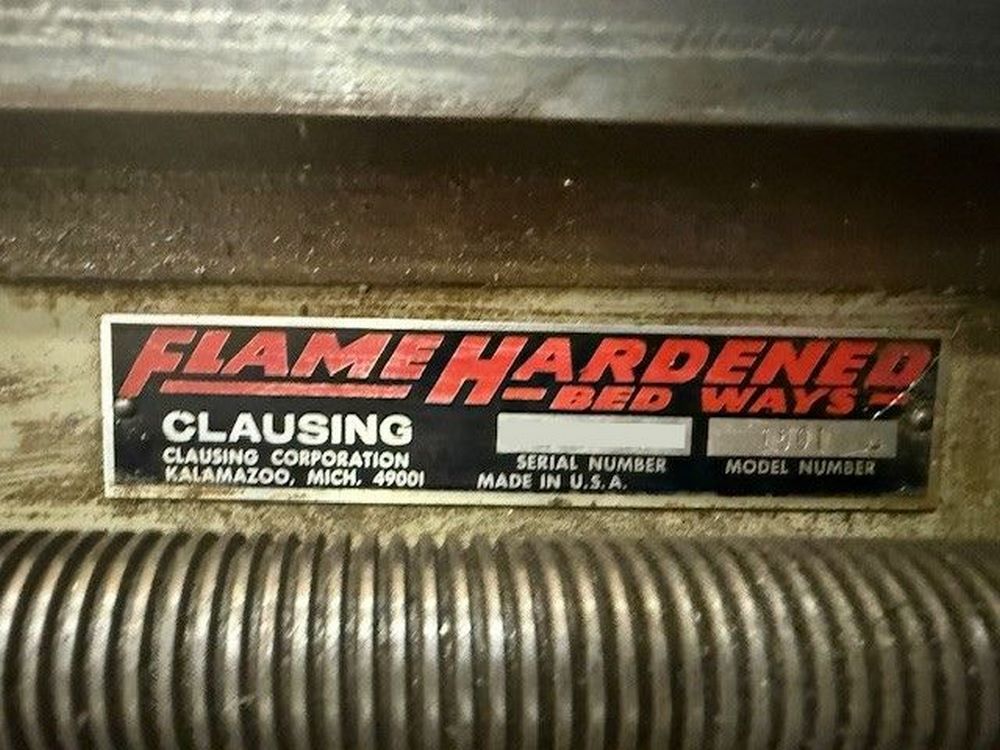 FLAME HARDENED
BED WAYS
CLAUSING
CLAUSING CORPORATION
KALAMAZOO, MICH. 49001
SERIAL NUMBER
MODEL NUMBER
MADE IN U.S.A.